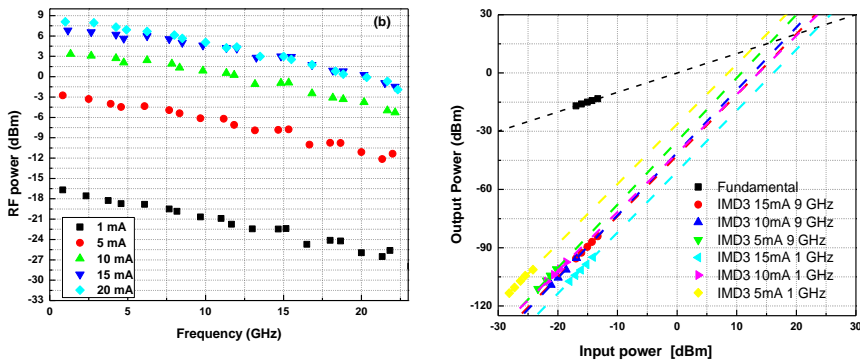 (b)
RF power (dBm)
9
6
3
0
-3
-6
-9
-12
-15
-18
-21
-24
-27
-30
-33
1 mA
5 mA
10 mA
15 mA
20 mA
0
5
10
15
20
Frequency (GHz)
Output Power (dBm)
30
0
-30
-60
-90
-120
Fundamental
IMD3 15mA 9 GHz
IMD3 10mA 9 GHz
IMD3 5mA 9 GHz
IMD3 15mA 1 GHz
IMD3 10mA 1 GHz
IMD3 5mA 1 GHz
-30
-20
-10
0
10
20
30
Input power [dBm]